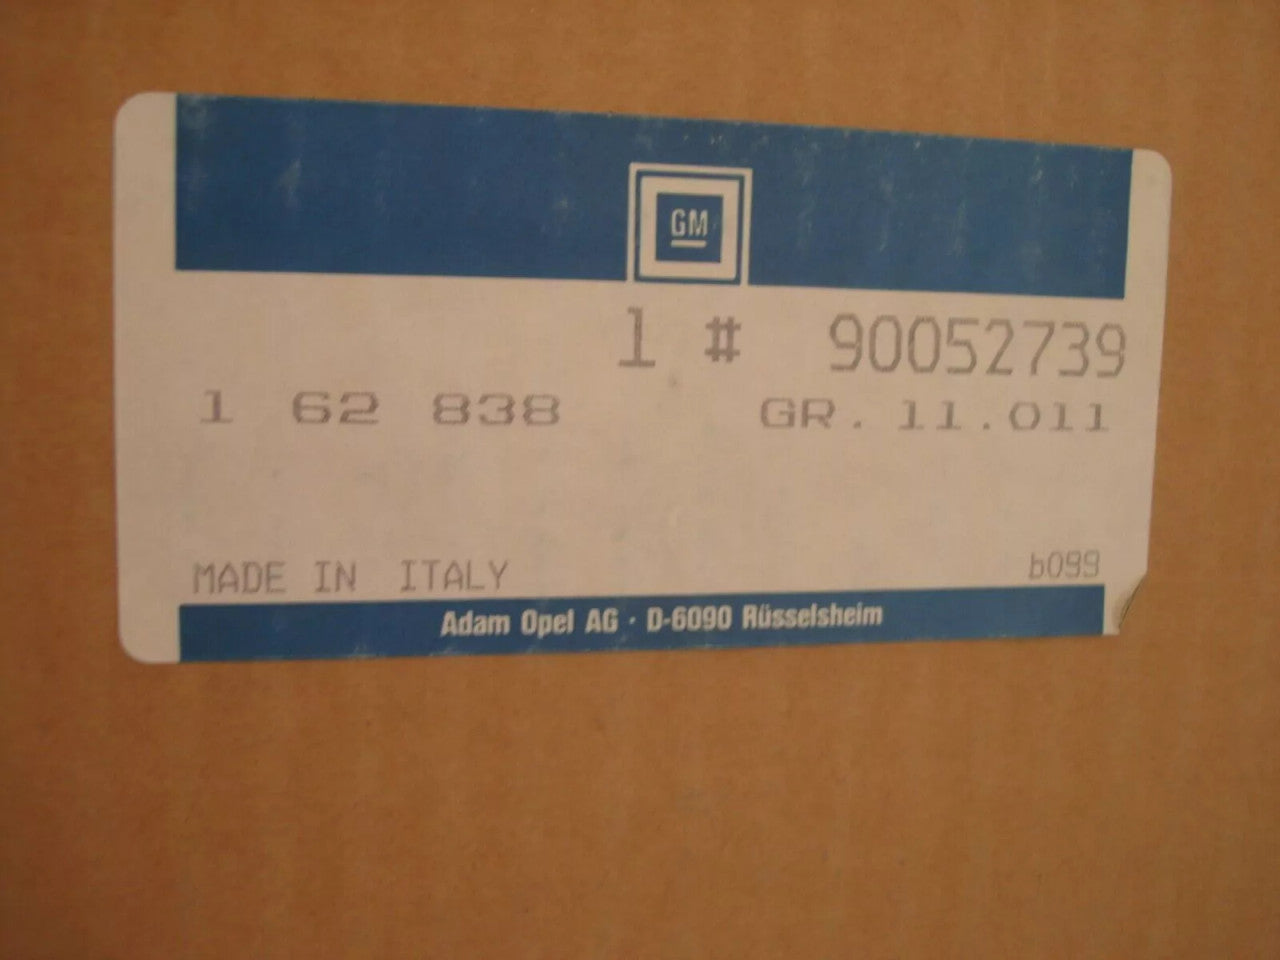 GM
1 # 90052739
1 62 838 GR. 11.011
MADE IN ITALY b099
Adam Opel AG · D-6090 Rüsselsheim